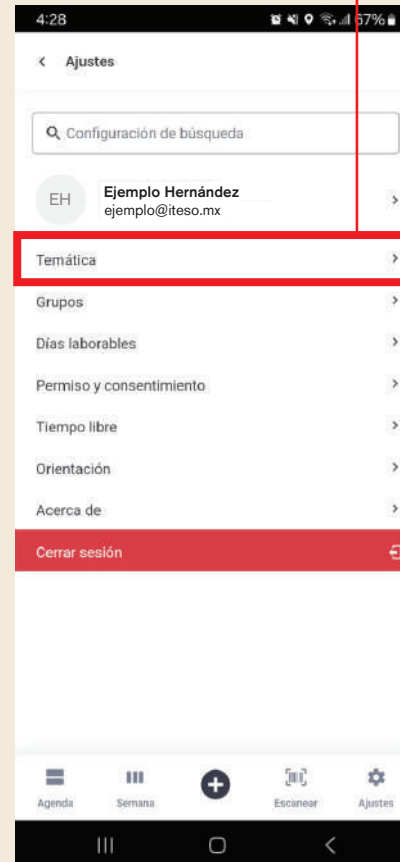 4:28
67%
Ajustes
Configuración de búsqueda
EH
Ejemplo Hernández
ejemplo@iteso.mx
Temática
Grupos
Días laborables
Permiso y consentimiento
Tiempo libre
Orientación
Acerca de
Cerrar sesión
Agenda Semana Escanear Ajustes